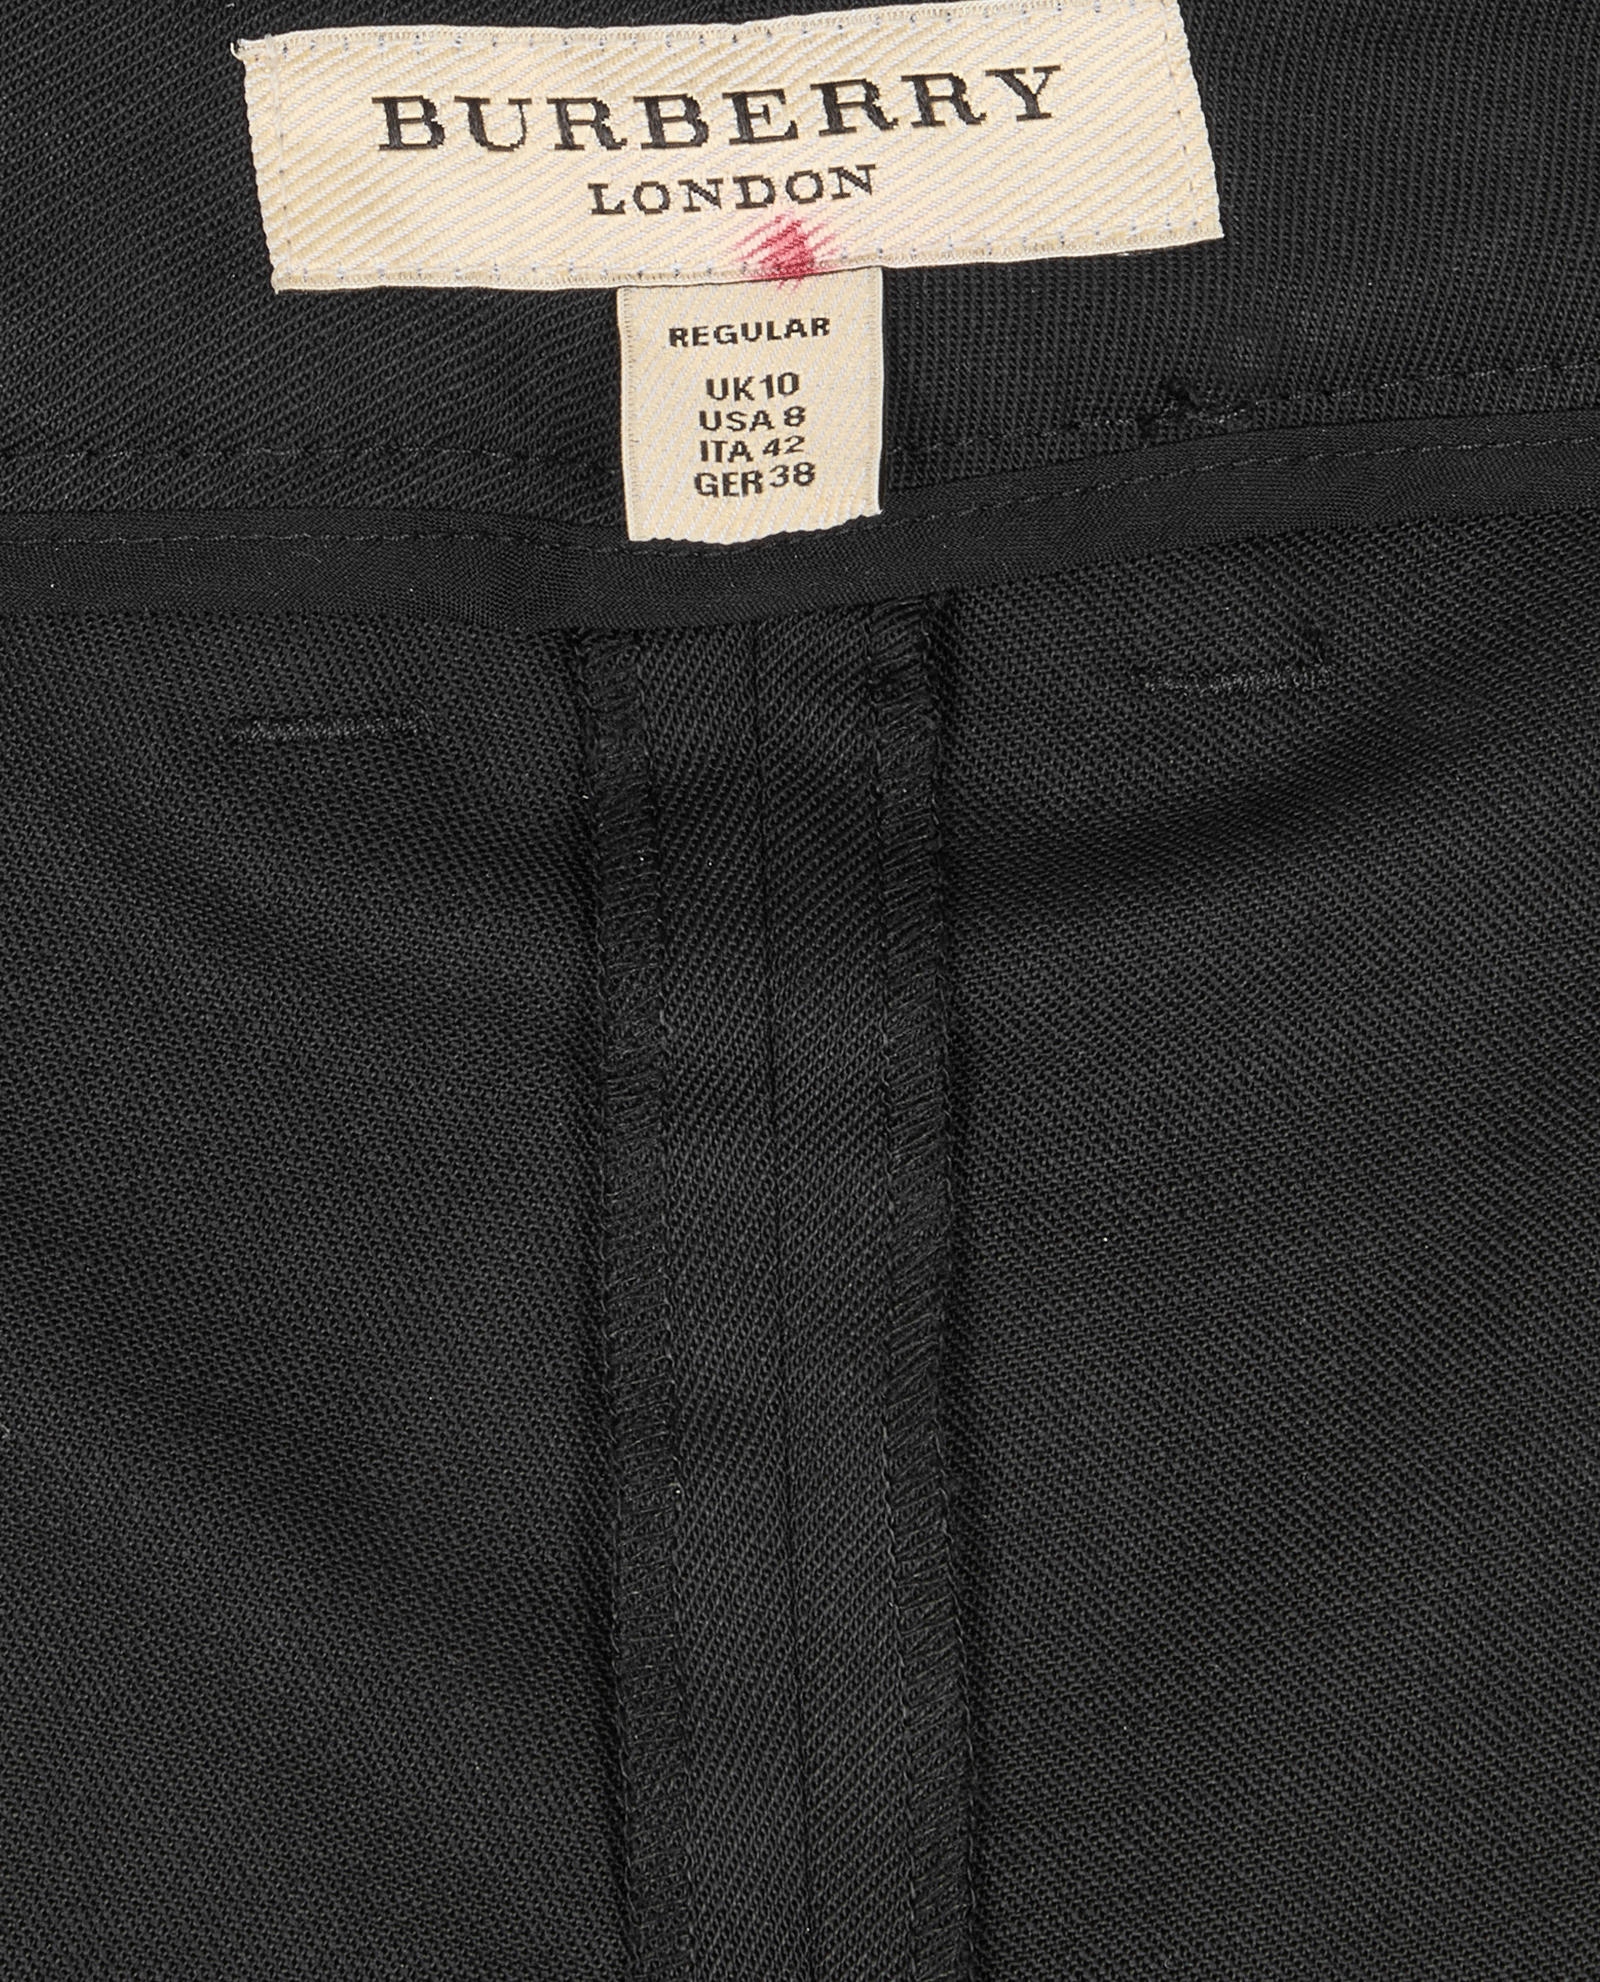 BURBERRY
LONDON
REGULAR
UK10
USA 8
ITA 42
GER 38